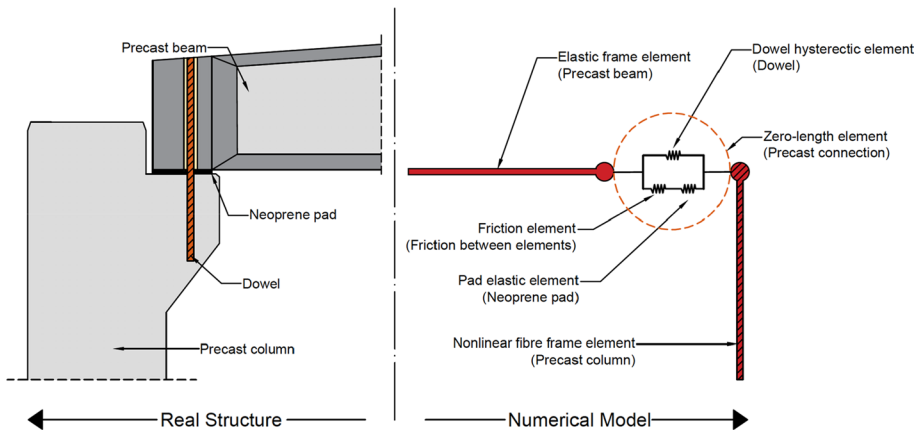 Precast beam
Neoprene pad
Dowel
Precast column
Real Structure
Elastic frame element
(Precast beam)
Dowel hysterectic element
(Dowel)
Zero-length element
(Precast connection)
Friction element
(Friction between elements)
Pad elastic element
(Neoprene pad)
Nonlinear fibre frame element
(Precast column)
Numerical Model